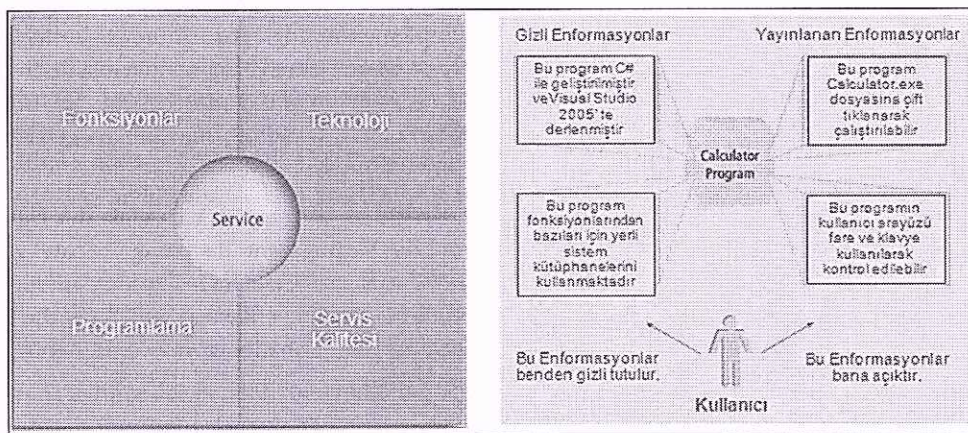 Fonksiyonlar
Teknoloji
Service
Programlama
Servis
Kalitesi
Gizli Enformasyonlar
Yayınlanan Enformasyonlar
Bu program C#
ile geliştirilmiştir
ve Visual Studio
2005'te
derlenmiştir
Bu program
Calculator.exe
dosyasına çift
tıklanarak
çalıştırılabilir
Calculator
Program
Bu program
fonksiyonlarından
bazıları için yerli
sistem
kütüphanelerini
kullanmaktadır
Bu programın
kullanıcı arayüzü
fare ve klavye
kullanılarak
kontrol edilebilir
Bu Enformasyonlar
benden gizli tutulur.
Bu Enformasyonlar
bana açıktır.
Kullanıcı